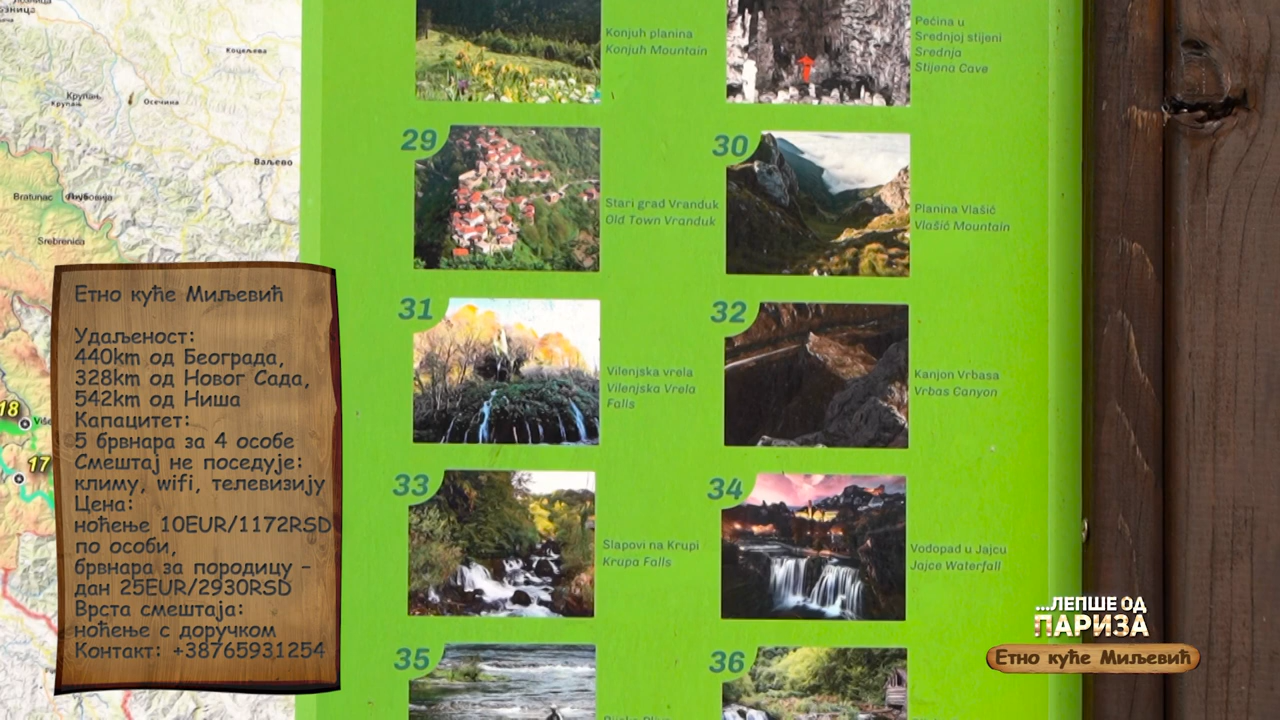 Коцељева
Крупањ
Крупањ
Осечина
Ваљево
Bratunac
Љубовија
Srebrenica
18
17
Етно куће Миљевић
Удаљеност:
440km од Београда,
328km од Новог Сада,
542km од Ниша
Капацитет:
5 брвнара за 4 особе
Смештај не поседује:
климу, wifi, телевизију
Цена:
ноћење 10EUR/1172RSD
по особи,
брвнара за породицу –
дан 25EUR/2930RSD
Врста смештаја:
ноћење с доручком
Контакт: +38765931254
Konjuh planina
Konjuh Mountain
Pećina u
Srednjoj stijeni
Srednja
Stijena Cave
29
Stari grad Vranduk
Old Town Vranduk
30
Planina Vlašić
Vlašić Mountain
31
Vilenjska vrela
Vilenjska Vrela
Falls
32
Kanjon Vrbasa
Vrbas Canyon
33
Slapovi na Krupi
Krupa Falls
34
Vodopad u Jajcu
Jajce Waterfall
35
36
...ЛЕПШЕ ОД
ПАРИЗА
Етно куће Миљевић